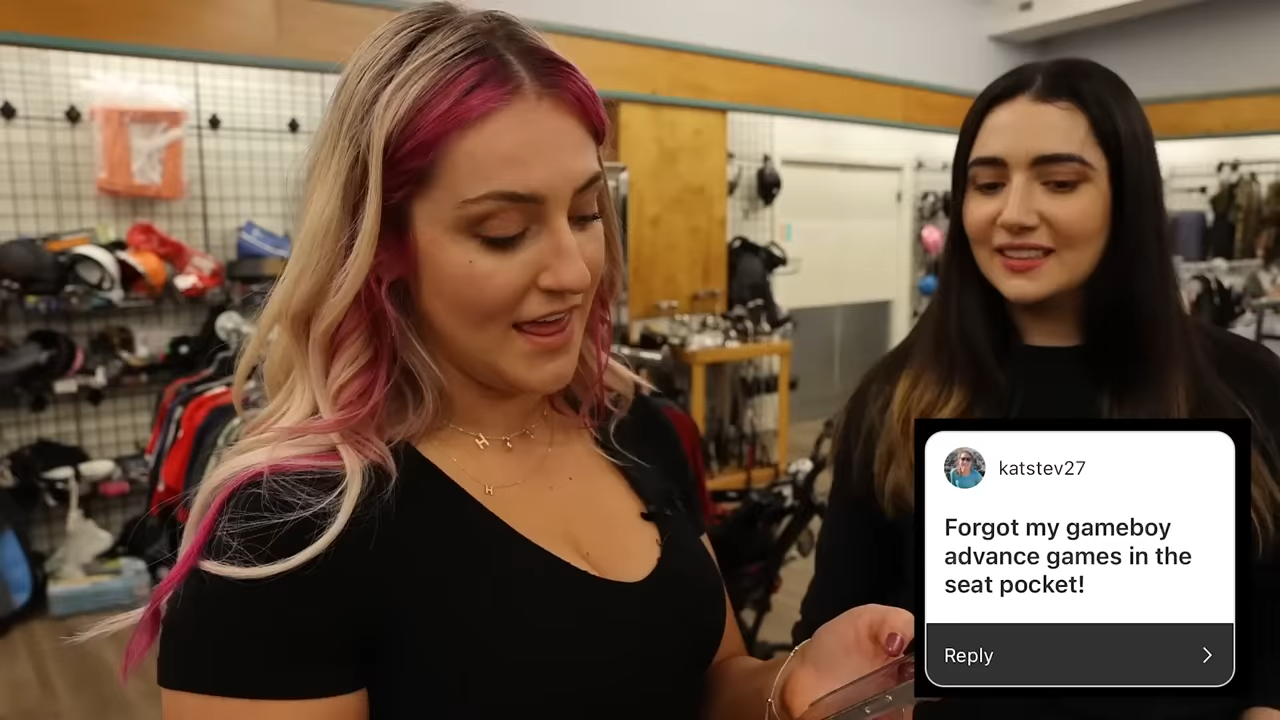 katstev27
Forgot my gameboy
advance games in the
seat pocket!
Reply